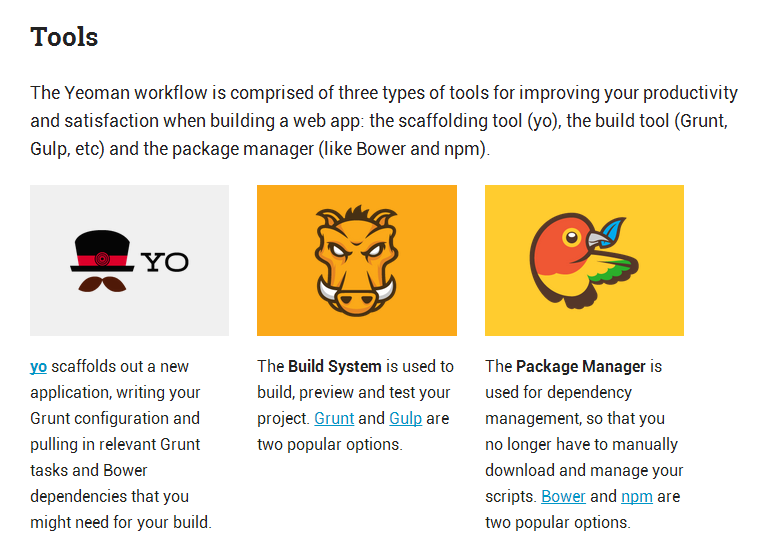 Tools
The Yeoman workflow is comprised of three types of tools for improving your productivity
and satisfaction when building a web app: the scaffolding tool (yo), the build tool (Grunt,
Gulp, etc) and the package manager (like Bower and npm).
YO
yo scaffolds out a new
application, writing your
Grunt configuration and
pulling in relevant Grunt
tasks and Bower
dependencies that you
might need for your build.
The Build System is used to
build, preview and test your
project. Grunt and Gulp are
two popular options.
The Package Manager is
used for dependency
management, so that you
no longer have to manually
download and manage your
scripts. Bower and npm are
two popular options.